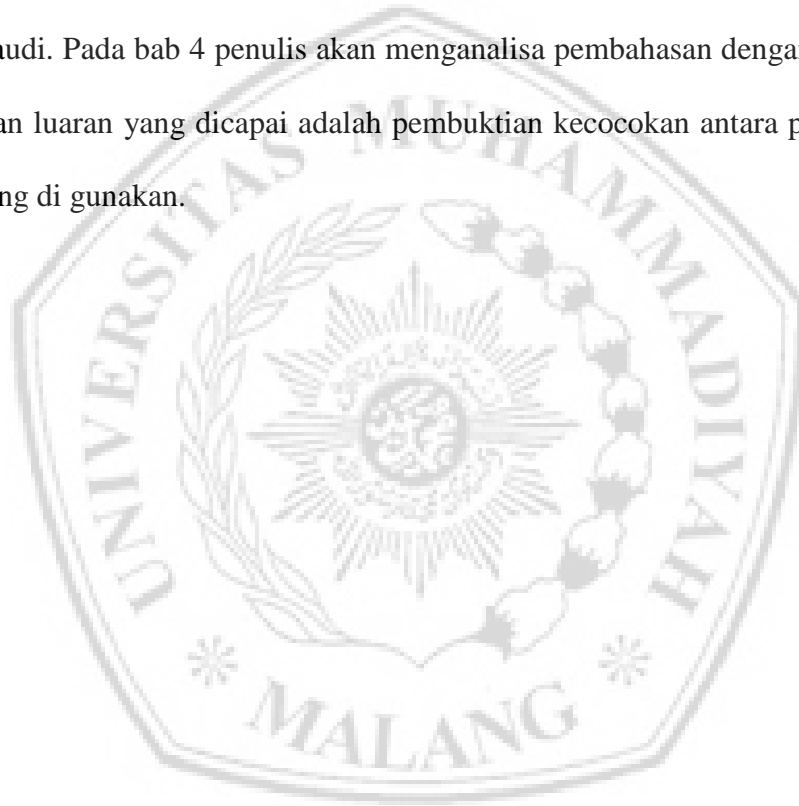 audi. Pada bab 4 penulis akan menganalisa pembahasan dengan
an luaran yang dicapai adalah pembuktian kecocokan antara p
ng di gunakan.
UNIVERSITAS MUHAMMADIYAH
MALANG